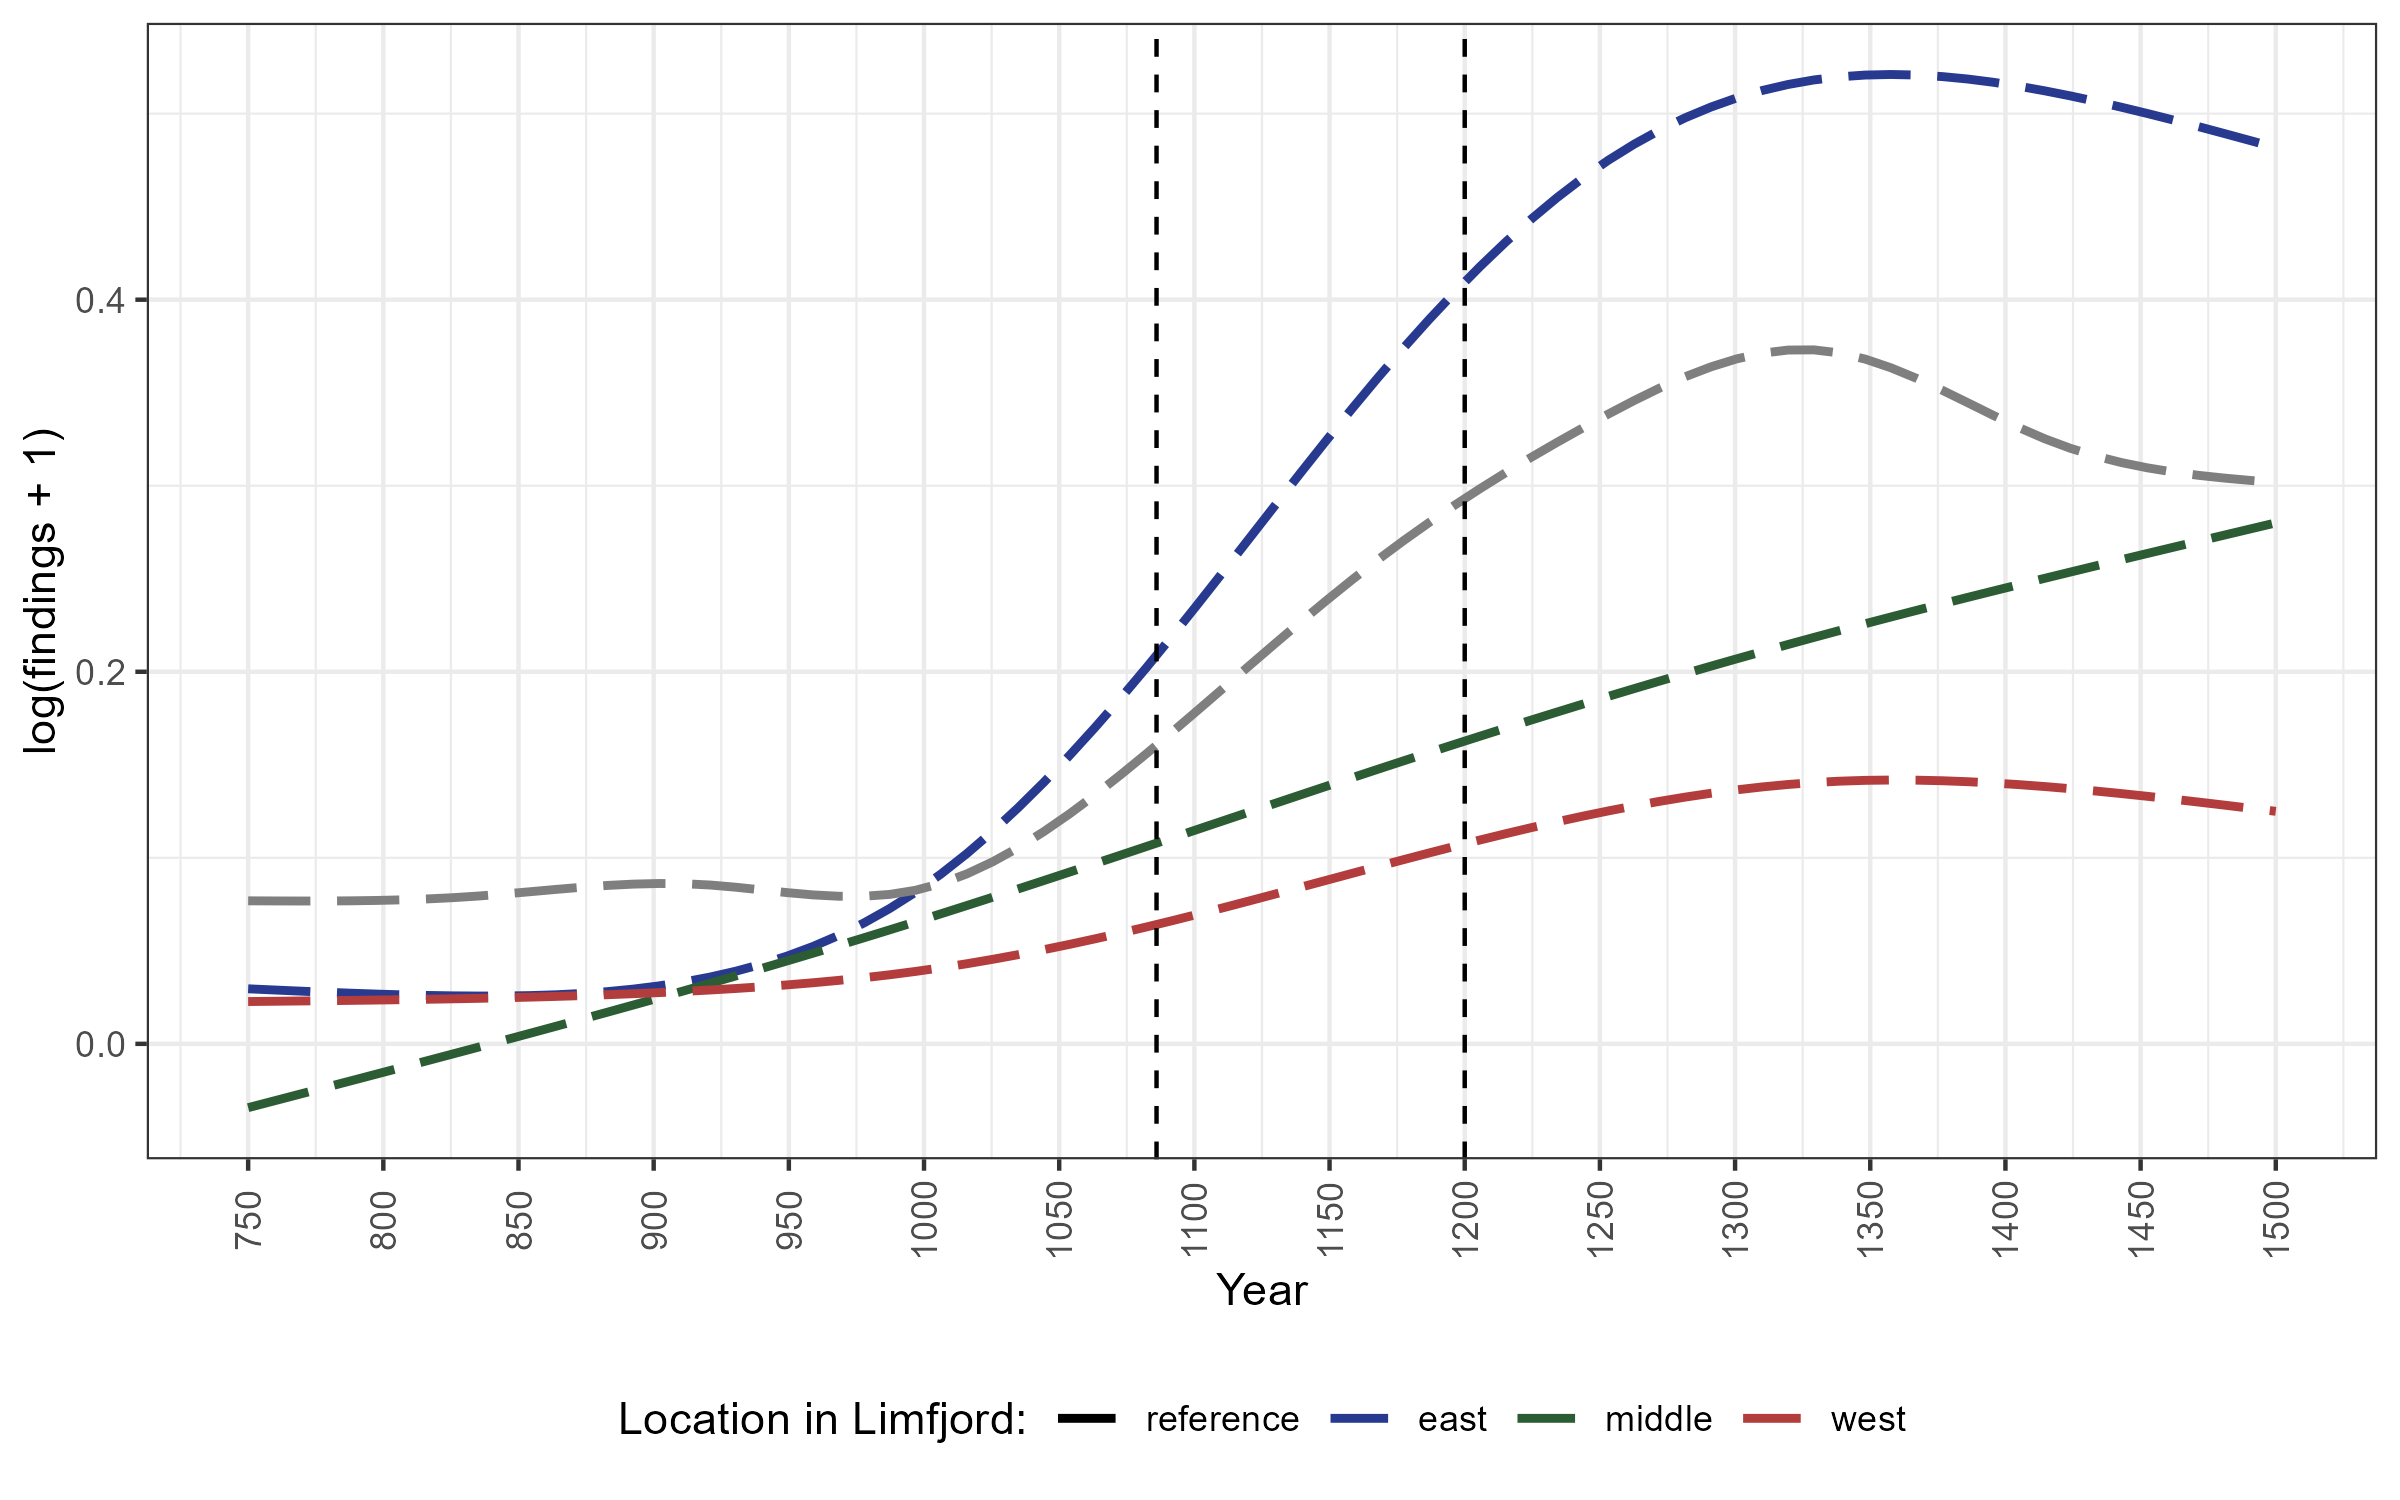 log(findings + 1)
0.4
0.2
0.0
750 800 850 900 950 1000 1050 1100 1150 1200 1250 1300 1350 1400 1450 1500
Year
Location in Limfjord: reference east middle west